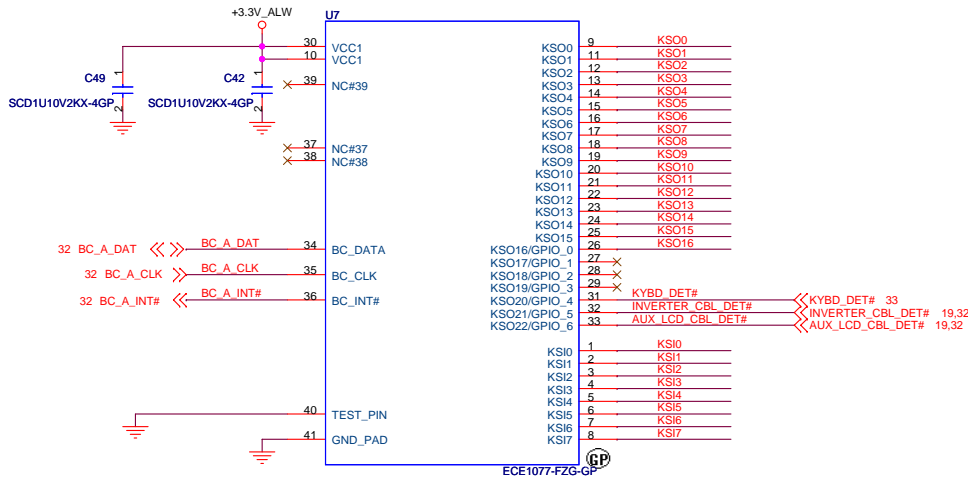 +3.3V_ALW
U7
30 VCC1
10 VCC1
39 NC#39
C49
SCD1U10V2KX-4GP
1
2
C42
SCD1U10V2KX-4GP
1
2
37 NC#37
38 NC#38
32 BC_A_DAT BC_A_DAT 34 BC_DATA
32 BC_A_CLK BC_A_CLK 35 BC_CLK
32 BC_A_INT# BC_A_INT# 36 BC_INT#
40 TEST_PIN
41 GND_PAD
KSO0 9 KSO0
KSO1 11 KSO1
KSO2 12 KSO2
KSO3 13 KSO3
KSO4 14 KSO4
KSO5 15 KSO5
KSO6 16 KSO6
KSO7 17 KSO7
KSO8 18 KSO8
KSO9 19 KSO9
KSO10 20 KSO10
KSO11 21 KSO11
KSO12 22 KSO12
KSO13 23 KSO13
KSO14 24 KSO14
KSO15 25 KSO15
KSO16/GPIO_0 26 KSO16
KSO17/GPIO_1 27
KSO18/GPIO_2 28
KSO19/GPIO_3 29
KSO20/GPIO_4 31 KYBD_DET# KYBD_DET# 33
KSO21/GPIO_5 32 INVERTER_CBL_DET# INVERTER_CBL_DET# 19,32
KSO22/GPIO_6 33 AUX_LCD_CBL_DET# AUX_LCD_CBL_DET# 19,32
KSI0 1 KSI0
KSI1 2 KSI1
KSI2 3 KSI2
KSI3 4 KSI3
KSI4 5 KSI4
KSI5 6 KSI5
KSI6 7 KSI6
KSI7 8 KSI7
GP
ECE1077-FZG-GP